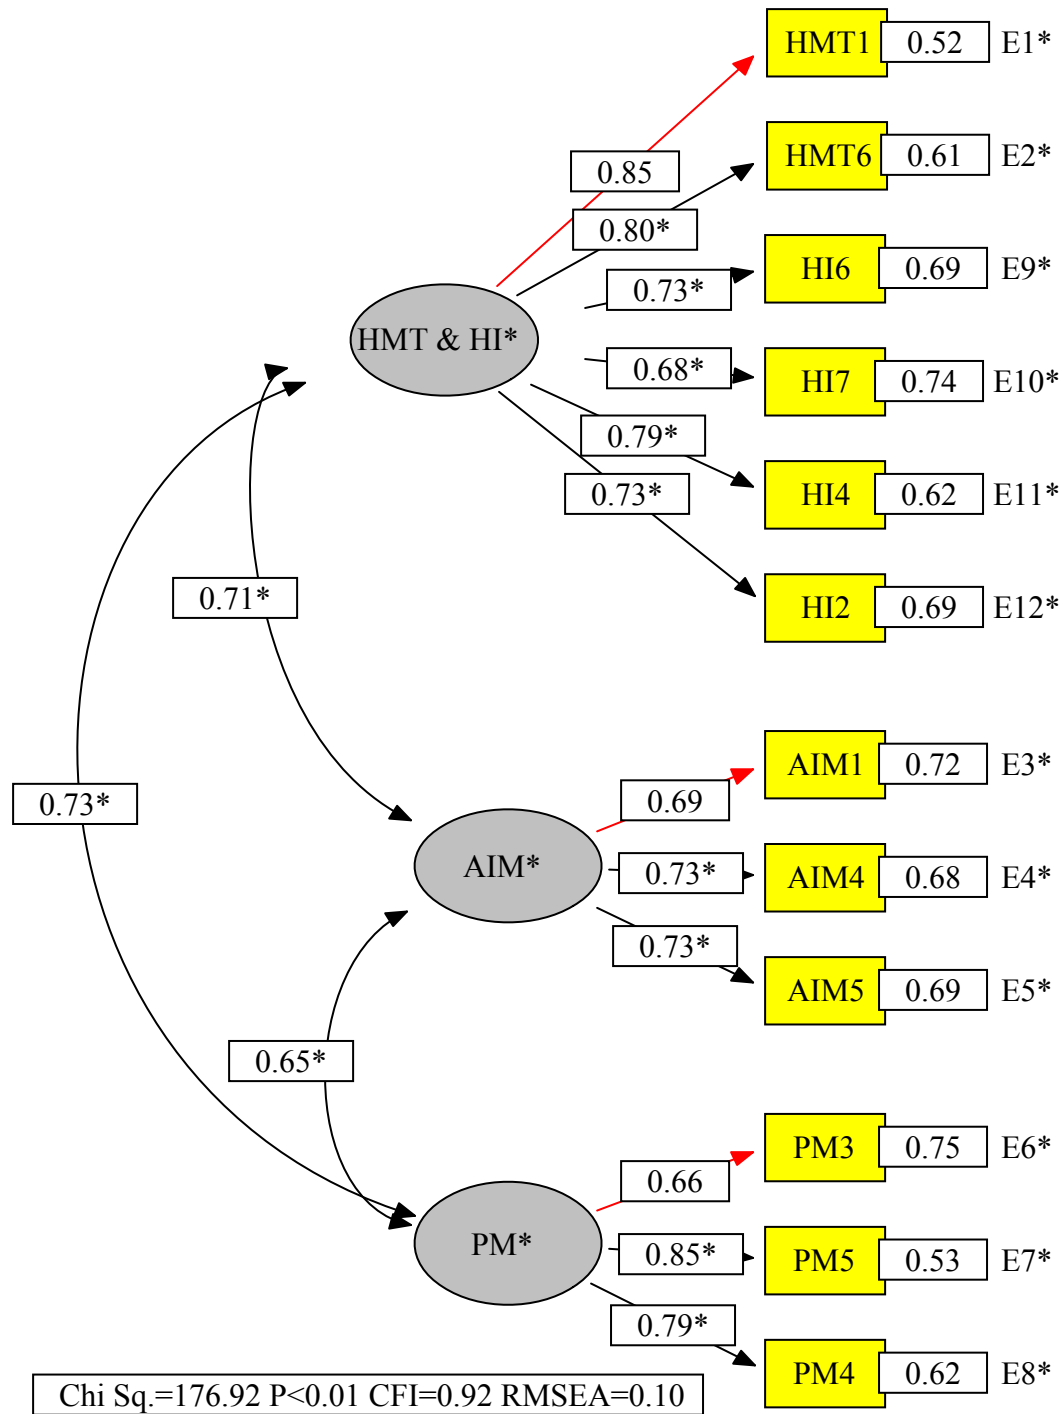 HMT1 0.52 E1*
0.85
HMT6 0.61 E2*
0.80*
HI6 0.69 E9*
0.73*
HMT & HI*
HI7 0.74 E10*
0.68*
0.79*
HI4 0.62 E11*
0.73*
0.71*
HI2 0.69 E12*
AIM1 0.72 E3*
0.69
0.73*
AIM*
AIM4 0.68 E4*
0.73*
0.73*
AIM5 0.69 E5*
0.65*
PM3 0.75 E6*
0.66
PM*
PM5 0.53 E7*
0.85*
0.79*
PM4 0.62 E8*
Chi Sq.=176.92 P<0.01 CFI=0.92 RMSEA=0.10